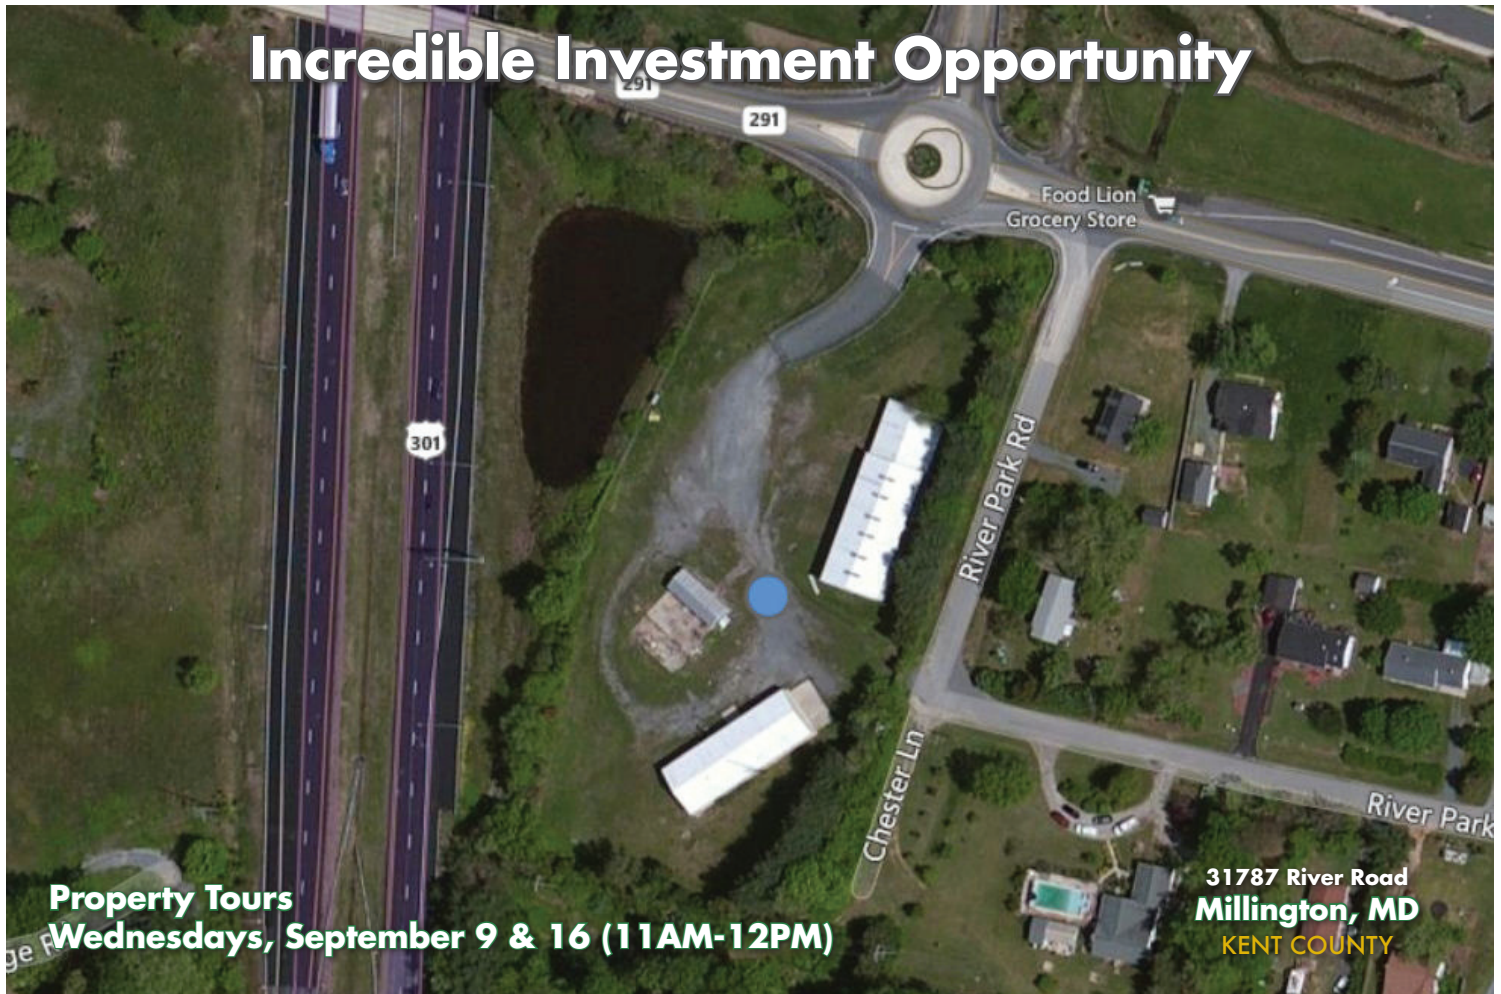 Incredible Investment Opportunity
291
291
Food Lion
Grocery Store
301
River Park Rd
Chester Ln
River Park
ge R
Property Tours
Wednesdays, September 9 & 16 (11AM-12PM)
31787 River Road
Millington, MD
KENT COUNTY